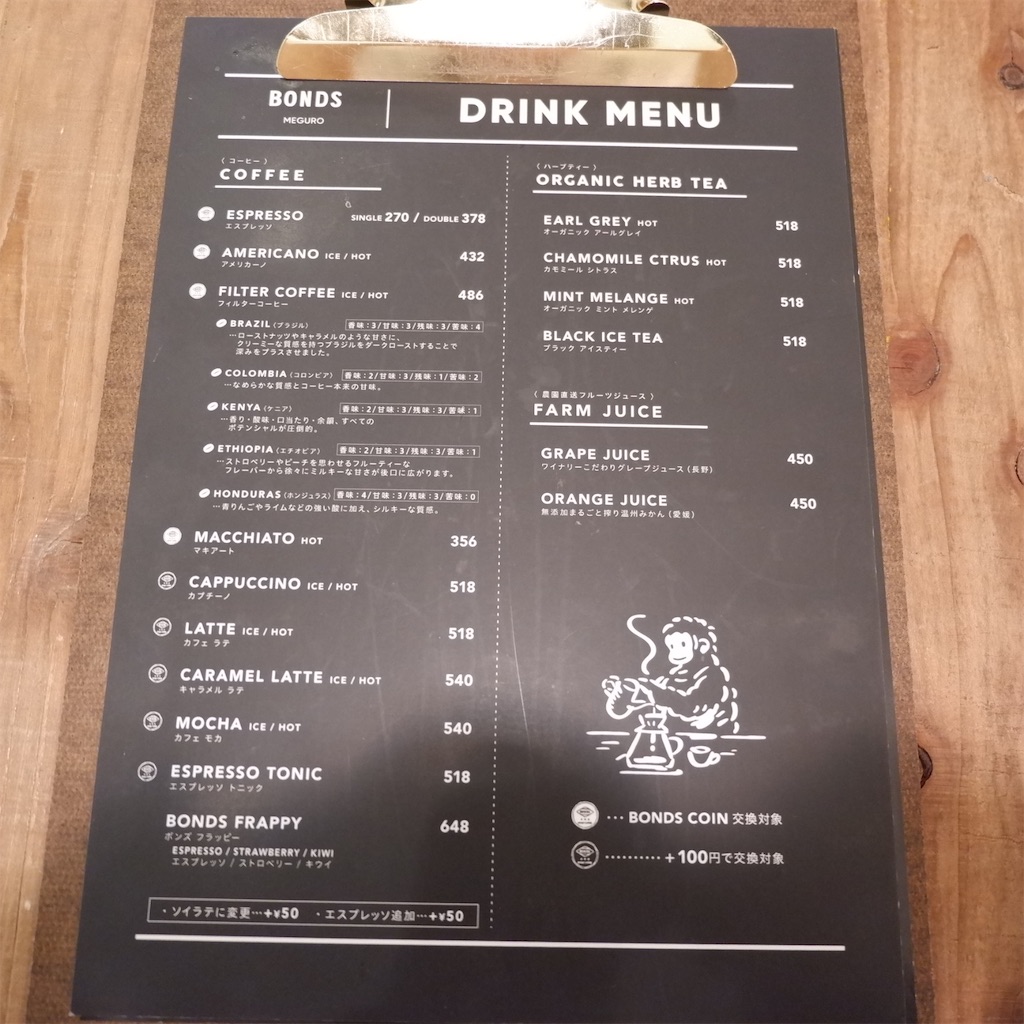 BONDS
MEGURO
DRINK MENU
〈 コーヒー 〉
COFFEE
ESPRESSO SINGLE 270 / DOUBLE 378
エスプレッソ
AMERICANO ICE / HOT 432
アメリカーノ
FILTER COFFEE ICE / HOT 486
フィルターコーヒー
BRAZIL (ブラジル) 香味:3/甘味:3/残味:3/苦味:4
…ローストナッツやキャラメルのような甘さに、
クリーミーな質感を持つブラジルをダークローストすることで
深みをプラスさせました。
COLOMBIA (コロンビア) 香味:2/甘味:3/残味:1/苦味:2
…なめらかな質感とコーヒー本来の甘味。
KENYA (ケニア) 香味:2/甘味:3/残味:3/苦味:1
…香り・酸味・口当たり・余韻、すべての
ポテンシャルが圧倒的。
ETHIOPIA (エチオピア) 香味:2/甘味:3/残味:3/苦味:1
…ストロベリーやピーチを思わせるフルーティーな
フレーバーから徐々にミルキーな甘さが後口に広がります。
HONDURAS (ホンジュラス) 香味:4/甘味:3/残味:3/苦味:0
…青りんごやライムなどの強い酸に加え、シルキーな質感。
MACCHIATO HOT 356
マキアート
CAPPUCCINO ICE / HOT 518
カプチーノ
LATTE ICE / HOT 518
カフェ ラテ
CARAMEL LATTE ICE / HOT 540
キャラメル ラテ
MOCHA ICE / HOT 540
カフェ モカ
ESPRESSO TONIC 518
エスプレッソ トニック
BONDS FRAPPY 648
ボンズ フラッピー
ESPRESSO / STRAWBERRY / KIWI
エスプレッソ / ストロベリー / キウイ
・ソイラテに変更…+¥50 ・エスプレッソ追加…+¥50
〈 ハーブティー 〉
ORGANIC HERB TEA
EARL GREY HOT 518
オーガニック アールグレイ
CHAMOMILE CTRUS HOT 518
カモミール シトラス
MINT MELANGE HOT 518
オーガニック ミント メレンゲ
BLACK ICE TEA 518
ブラック アイスティー
〈 農園直送フルーツジュース 〉
FARM JUICE
GRAPE JUICE 450
ワイナリーこだわりグレープジュース (長野)
ORANGE JUICE 450
無添加まるごと搾り温州みかん (愛媛)
… BONDS COIN 交換対象
………… +100円で交換対象